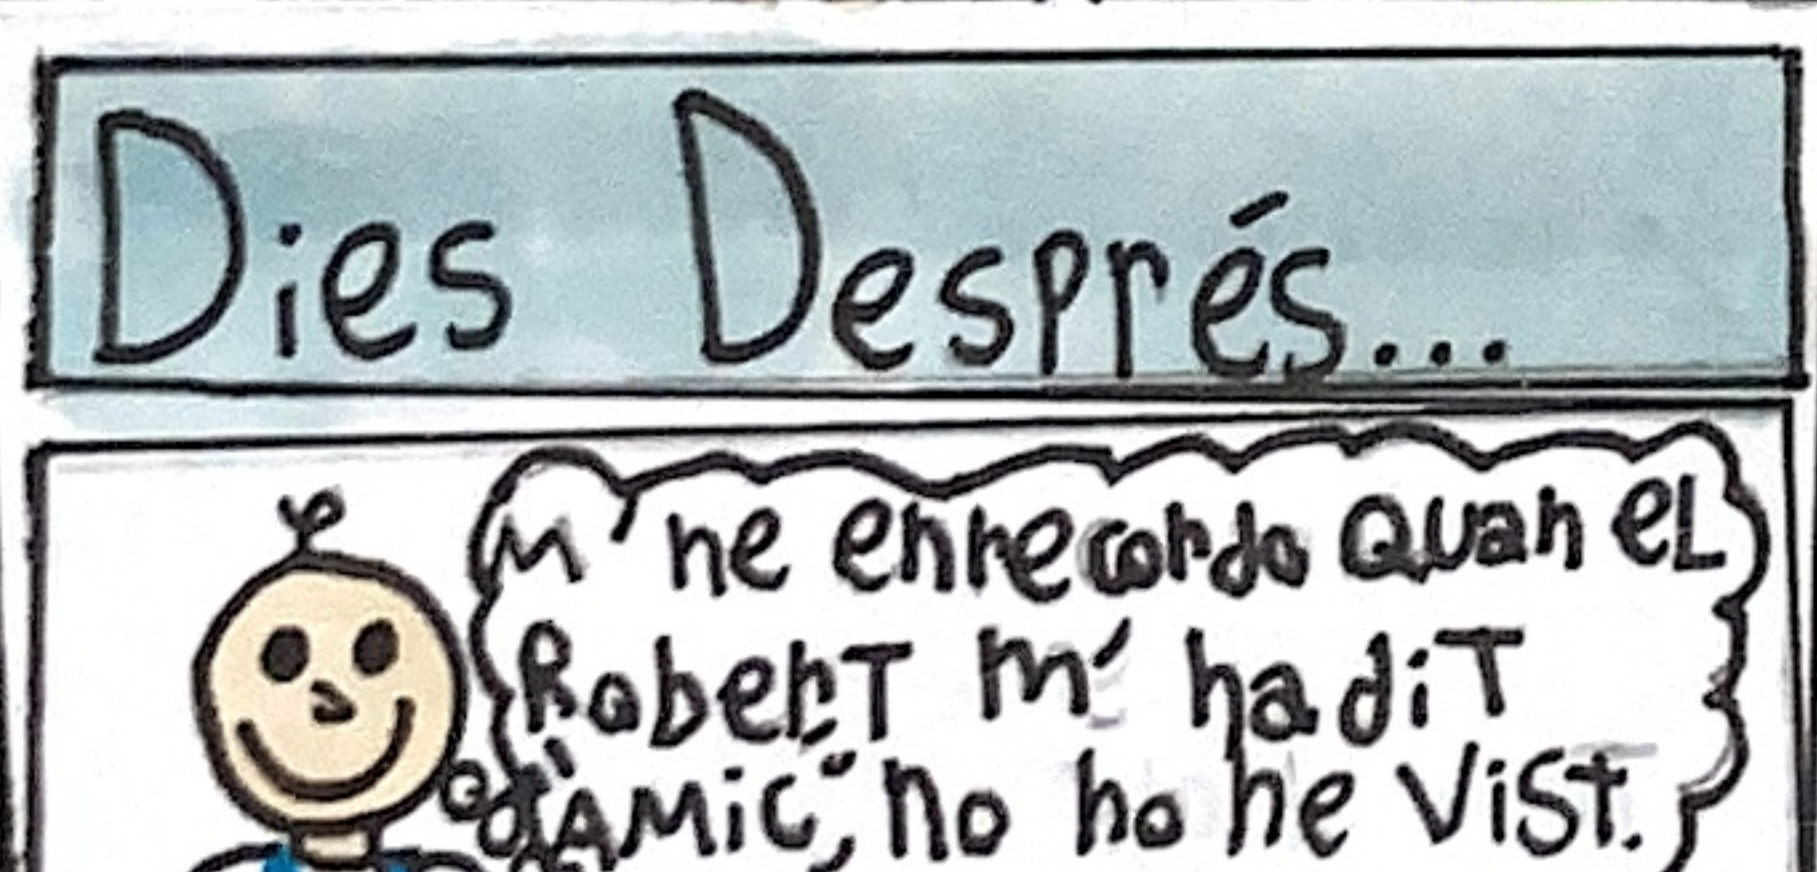 Dies Després...
M'he enrecordo quan el
Robert m' ha dit
"AMic", no ho he vist.